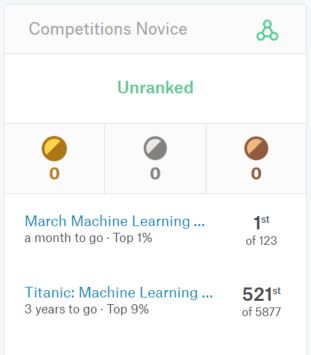 Competitions Novice
Unranked
0 0 0
March Machine Learning ... 1st
a month to go · Top 1% of 123
Titanic: Machine Learning ... 521st
3 years to go · Top 9% of 5877